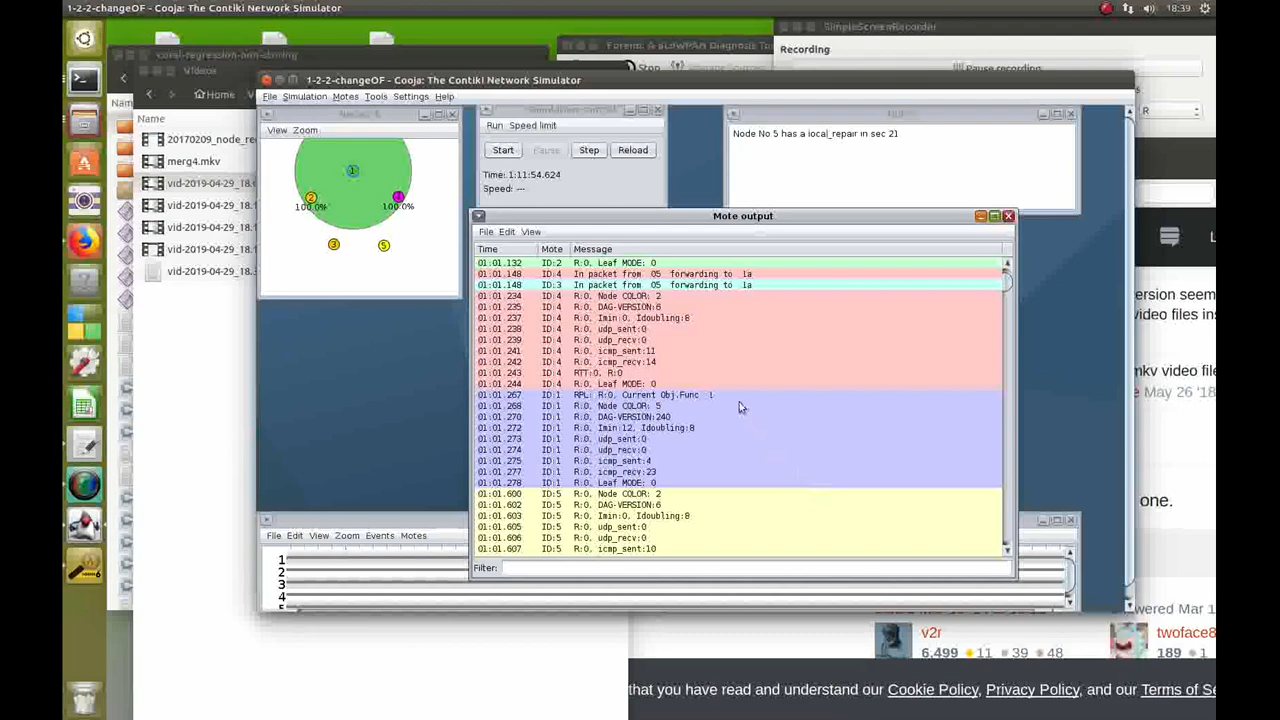 1-2-2-changeOF - Cooja: The Contiki Network Simulator
18:39
SimpleScreenRecorder
Recording
Pause recording
Videos
Home
Name
merg4.mkv
vid-2019-04-29_18.
vid-2019-04-29_18.
vid-2019-04-29_18.
vid-2019-04-29_18.
vid-2019-04-29_18.3
1-2-2-changeOF - Cooja: The Contiki Network Simulator
File Simulation Motes Tools Settings Help
View Zoom
1
2
100.0%
4
100.0%
3
5
Run Speed limit
Start Pause Step Reload
Time: 1:11:54.624
Speed: ---
Node No 5 has a local_repair in sec 21
Mote output
File Edit View
Time Mote Message
01:01.132 ID:2 R:0, Leaf MODE: 0
01:01.148 ID:4 In packet from 05 forwarding to 1a
01:01.148 ID:3 In packet from 05 forwarding to 1a
01:01.234 ID:4 R:0, Node COLOR: 2
01:01.235 ID:4 R:0, DAG-VERSION:6
01:01.237 ID:4 R:0, Imin:0, Idoubling:8
01:01.238 ID:4 R:0, udp_sent:0
01:01.239 ID:4 R:0, udp_recv:0
01:01.241 ID:4 R:0, icmp_sent:11
01:01.242 ID:4 R:0, icmp_recv:14
01:01.243 ID:4 RTT:0, R:0
01:01.244 ID:4 R:0, Leaf MODE: 0
01:01.267 ID:1 RPL: R:0, Current Obj.Func
01:01.268 ID:1 R:0, Node COLOR: 5
01:01.270 ID:1 R:0, DAG-VERSION:240
01:01.272 ID:1 R:0, Imin:12, Idoubling:8
01:01.273 ID:1 R:0, udp_sent:0
01:01.274 ID:1 R:0, udp_recv:0
01:01.275 ID:1 R:0, icmp_sent:4
01:01.277 ID:1 R:0, icmp_recv:23
01:01.278 ID:1 R:0, Leaf MODE: 0
01:01.600 ID:5 R:0, Node COLOR: 2
01:01.602 ID:5 R:0, DAG-VERSION:6
01:01.603 ID:5 R:0, Imin:0, Idoubling:8
01:01.605 ID:5 R:0, udp_sent:0
01:01.606 ID:5 R:0, udp_recv:0
01:01.607 ID:5 R:0, icmp_sent:10
Filter:
File Edit View Zoom Events Motes
1
2
3
4
ersion seem
video files in
mkv video fil
e May 26 '18
one.
v2r
6,499 11 39 48
wered Mar 1
twoface8
189 1
that you have read and understand our Cookie Policy, Privacy Policy, and our Terms of Se